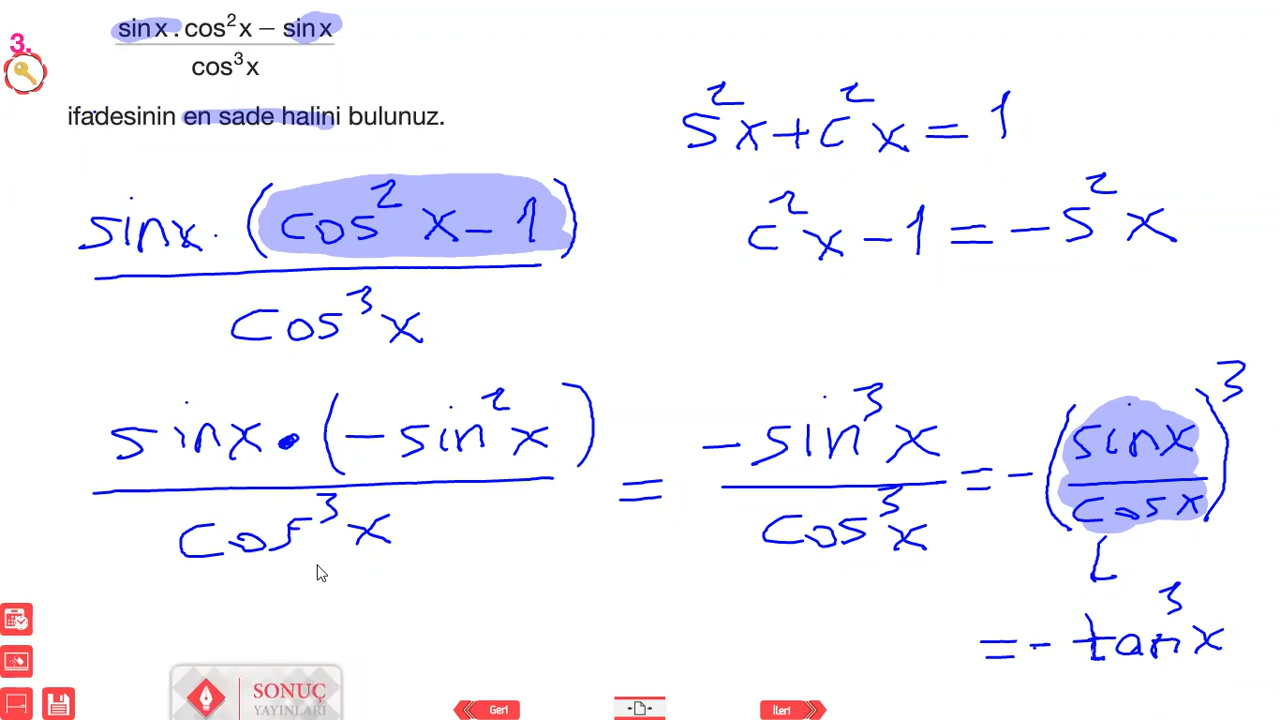 3.
sin x . cos²x − sin x
cos³x
ifadesinin en sade halini bulunuz.
s²x + c²x = 1
c²x − 1 = − s²x
sinx . (cos²x − 1)
cos³x
sinx • (− sin²x)
cos³x
= − sin³x
cos³x
= − (sinx
cosx)³
= − tan³x
SONUÇ
YAYINLARI
Geri
İleri